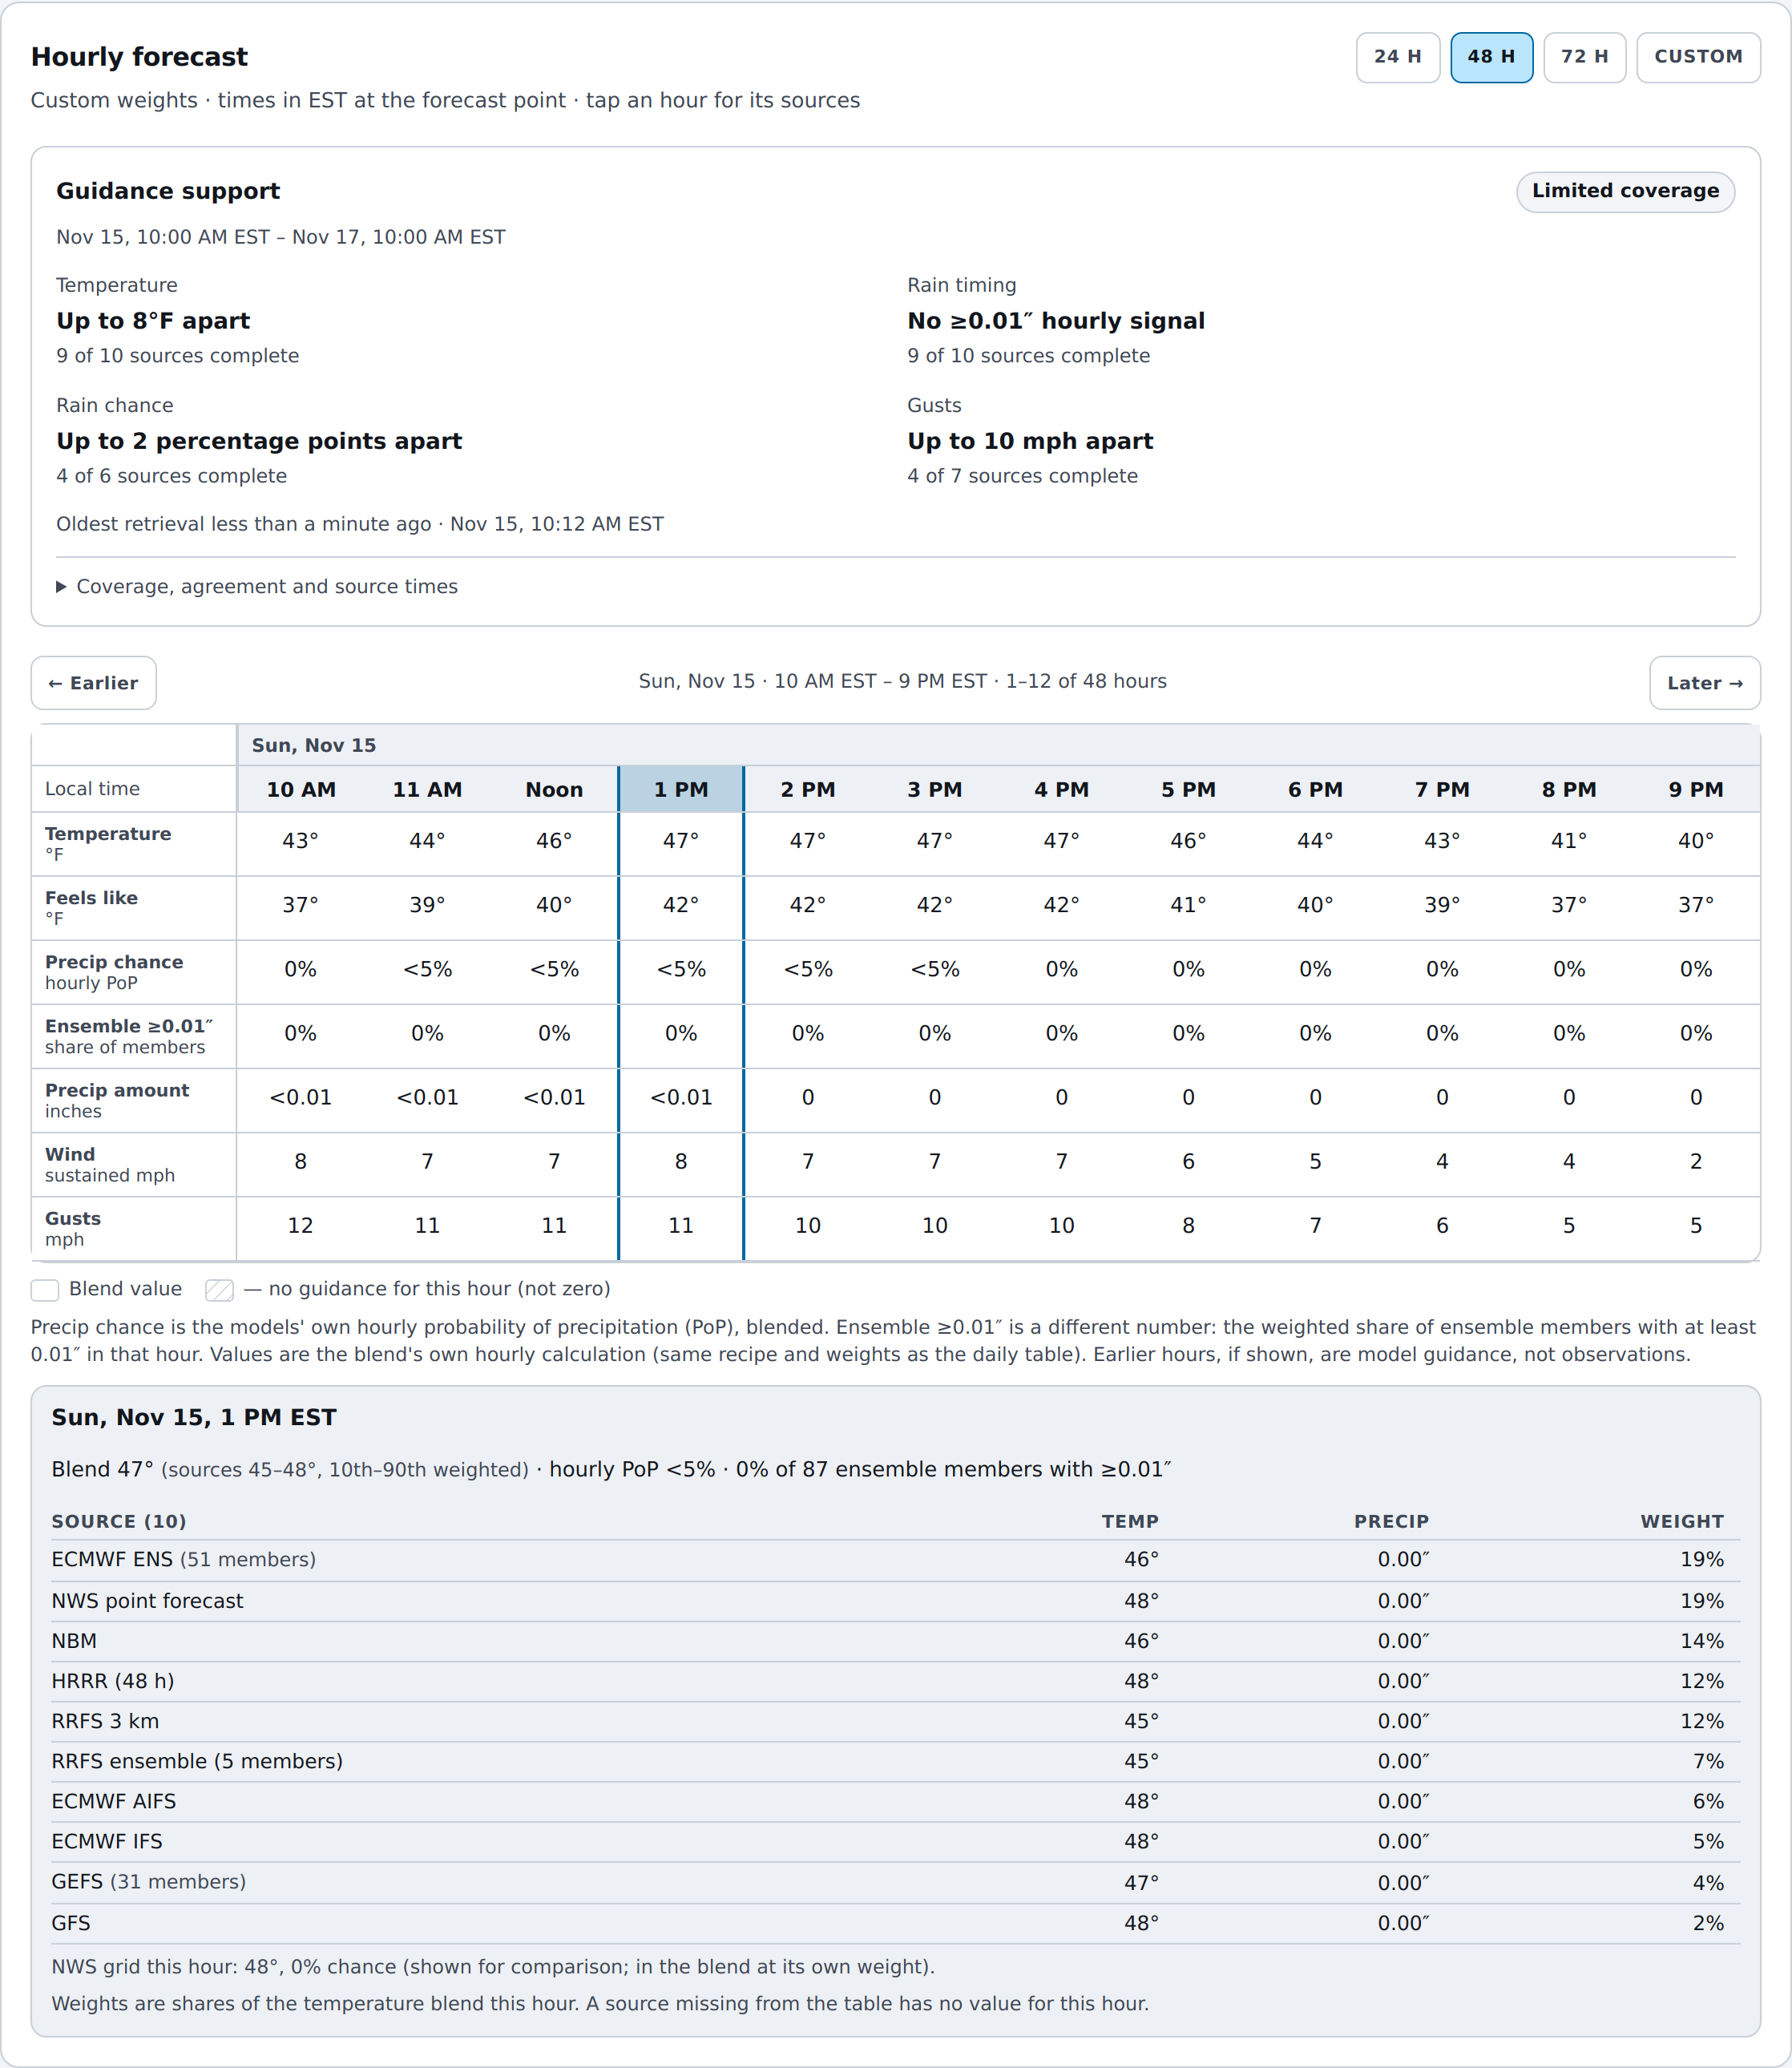 Hourly forecast
24 H 48 H 72 H CUSTOM
Custom weights · times in EST at the forecast point · tap an hour for its sources
Guidance support
Limited coverage
Nov 15, 10:00 AM EST – Nov 17, 10:00 AM EST
Temperature
Up to 8°F apart
9 of 10 sources complete
Rain timing
No ≥0.01″ hourly signal
9 of 10 sources complete
Rain chance
Up to 2 percentage points apart
4 of 6 sources complete
Gusts
Up to 10 mph apart
4 of 7 sources complete
Oldest retrieval less than a minute ago · Nov 15, 10:12 AM EST
▶ Coverage, agreement and source times
← Earlier
Sun, Nov 15 · 10 AM EST – 9 PM EST · 1–12 of 48 hours
Later →
Sun, Nov 15
Local time 10 AM 11 AM Noon 1 PM 2 PM 3 PM 4 PM 5 PM 6 PM 7 PM 8 PM 9 PM
Temperature
°F
43° 44° 46° 47° 47° 47° 47° 46° 44° 43° 41° 40°
Feels like
°F
37° 39° 40° 42° 42° 42° 42° 41° 40° 39° 37° 37°
Precip chance
hourly PoP
0% <5% <5% <5% <5% <5% 0% 0% 0% 0% 0% 0%
Ensemble ≥0.01″
share of members
0% 0% 0% 0% 0% 0% 0% 0% 0% 0% 0% 0%
Precip amount
inches
<0.01 <0.01 <0.01 <0.01 0 0 0 0 0 0 0 0
Wind
sustained mph
8 7 7 8 7 7 7 6 5 4 4 2
Gusts
mph
12 11 11 11 10 10 10 8 7 6 5 5
Blend value — no guidance for this hour (not zero)
Precip chance is the models' own hourly probability of precipitation (PoP), blended. Ensemble ≥0.01″ is a different number: the weighted share of ensemble members with at least
0.01″ in that hour. Values are the blend's own hourly calculation (same recipe and weights as the daily table). Earlier hours, if shown, are model guidance, not observations.
Sun, Nov 15, 1 PM EST
Blend 47° (sources 45–48°, 10th–90th weighted) · hourly PoP <5% · 0% of 87 ensemble members with ≥0.01″
SOURCE (10) TEMP PRECIP WEIGHT
ECMWF ENS (51 members) 46° 0.00″ 19%
NWS point forecast 48° 0.00″ 19%
NBM 46° 0.00″ 14%
HRRR (48 h) 48° 0.00″ 12%
RRFS 3 km 45° 0.00″ 12%
RRFS ensemble (5 members) 45° 0.00″ 7%
ECMWF AIFS 48° 0.00″ 6%
ECMWF IFS 48° 0.00″ 5%
GEFS (31 members) 47° 0.00″ 4%
GFS 48° 0.00″ 2%
NWS grid this hour: 48°, 0% chance (shown for comparison; in the blend at its own weight).
Weights are shares of the temperature blend this hour. A source missing from the table has no value for this hour.